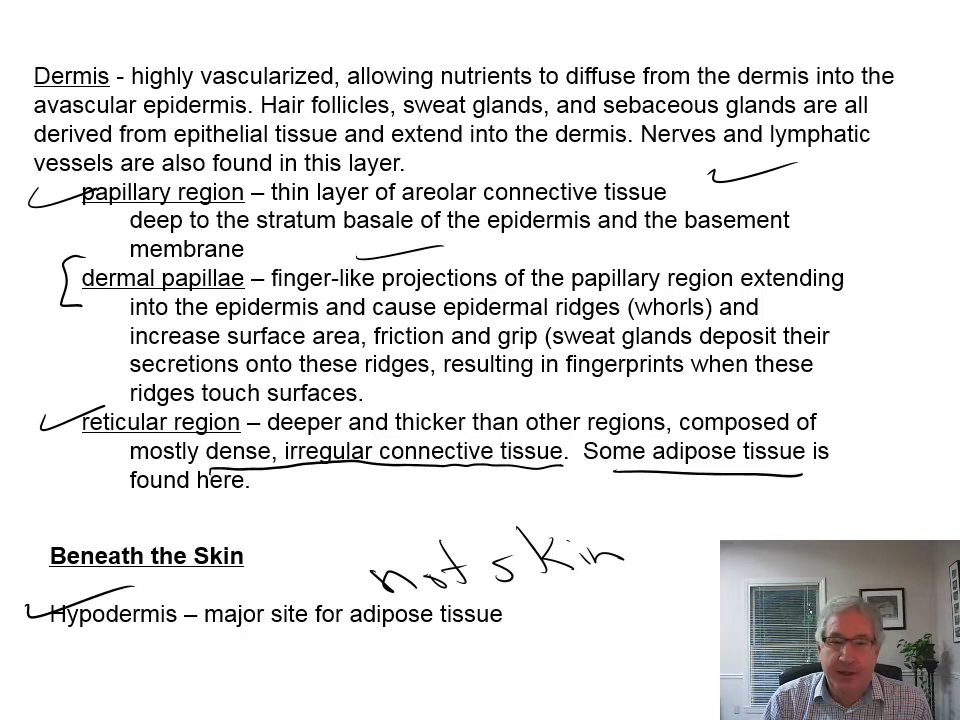 Dermis - highly vascularized, allowing nutrients to diffuse from the dermis into the
avascular epidermis. Hair follicles, sweat glands, and sebaceous glands are all
derived from epithelial tissue and extend into the dermis. Nerves and lymphatic
vessels are also found in this layer.
papillary region – thin layer of areolar connective tissue
deep to the stratum basale of the epidermis and the basement
membrane
dermal papillae – finger-like projections of the papillary region extending
into the epidermis and cause epidermal ridges (whorls) and
increase surface area, friction and grip (sweat glands deposit their
secretions onto these ridges, resulting in fingerprints when these
ridges touch surfaces.
reticular region – deeper and thicker than other regions, composed of
mostly dense, irregular connective tissue. Some adipose tissue is
found here.
Beneath the Skin
not skin
Hypodermis – major site for adipose tissue